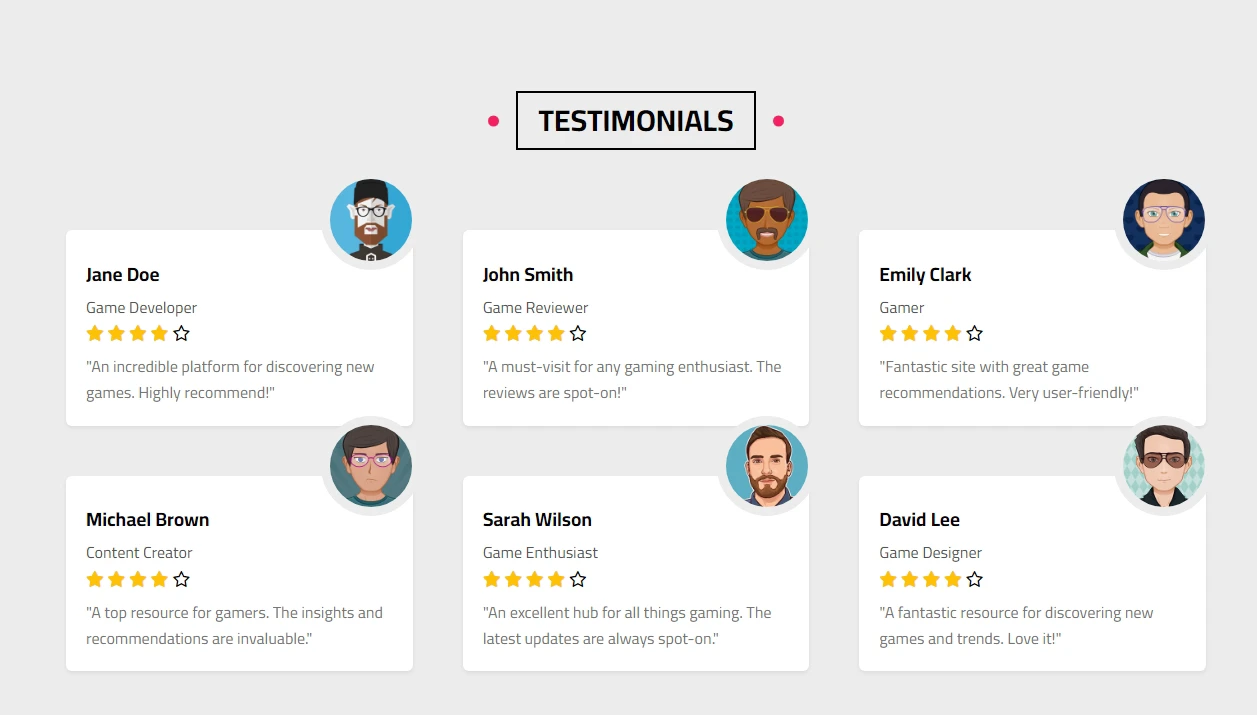 TESTIMONIALS
Jane Doe
Game Developer
"An incredible platform for discovering new
games. Highly recommend!"
John Smith
Game Reviewer
"A must-visit for any gaming enthusiast. The
reviews are spot-on!"
Emily Clark
Gamer
"Fantastic site with great game
recommendations. Very user-friendly!"
Michael Brown
Content Creator
"A top resource for gamers. The insights and
recommendations are invaluable."
Sarah Wilson
Game Enthusiast
"An excellent hub for all things gaming. The
latest updates are always spot-on."
David Lee
Game Designer
"A fantastic resource for discovering new
games and trends. Love it!"